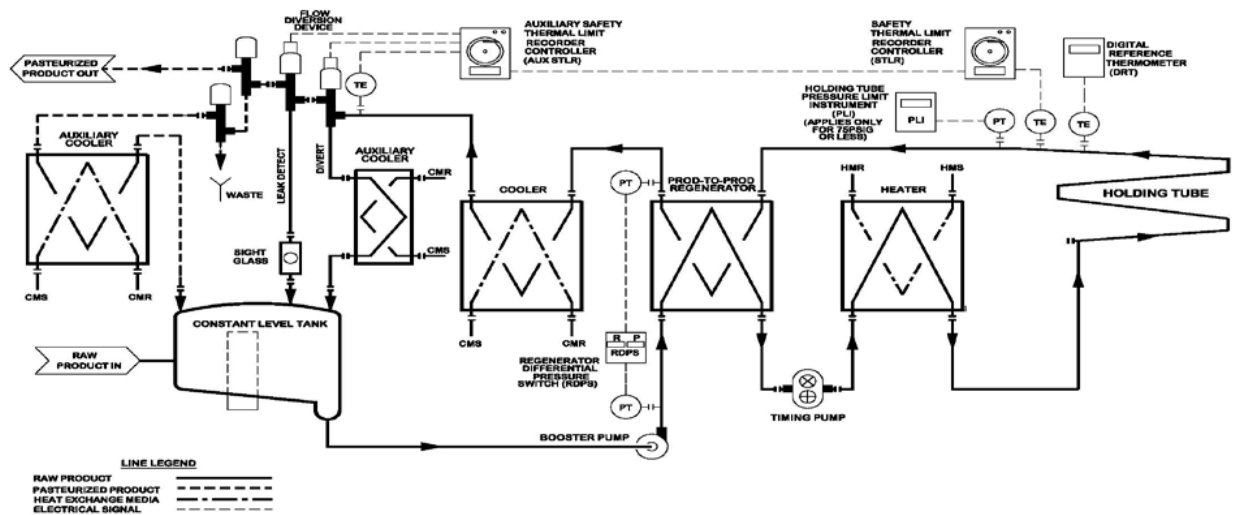 FLOW
DIVERSION
DEVICE
AUXILIARY SAFETY
THERMAL LIMIT
RECORDER
CONTROLLER
(AUX STLR)
SAFETY
THERMAL LIMIT
RECORDER
CONTROLLER
(STLR)
DIGITAL
REFERENCE
THERMOMETER
(DRT)
PASTEURIZED
PRODUCT OUT
TE
HOLDING TUBE
PRESSURE LIMIT
INSTRUMENT
(PLI)
(APPLIES ONLY
FOR 75PSIG
OR LESS)
PLI
PT
TE
TE
AUXILIARY
COOLER
WASTE
LEAK DETECT
DIVERT
AUXILIARY
COOLER
CMR
CMS
COOLER
PT
PROD-TO-PROD
REGENERATOR
HMR
HMS
HEATER
HOLDING TUBE
SIGHT
GLASS
CMS
CMR
CONSTANT LEVEL TANK
RAW
PRODUCT IN
CMS
CMR
R P
RDPS
REGENERATOR
DIFFERENTIAL
PRESSURE
SWITCH (RDPS)
PT
TIMING PUMP
BOOSTER PUMP
LINE LEGEND
RAW PRODUCT
PASTEURIZED PRODUCT
HEAT EXCHANGE MEDIA
ELECTRICAL SIGNAL